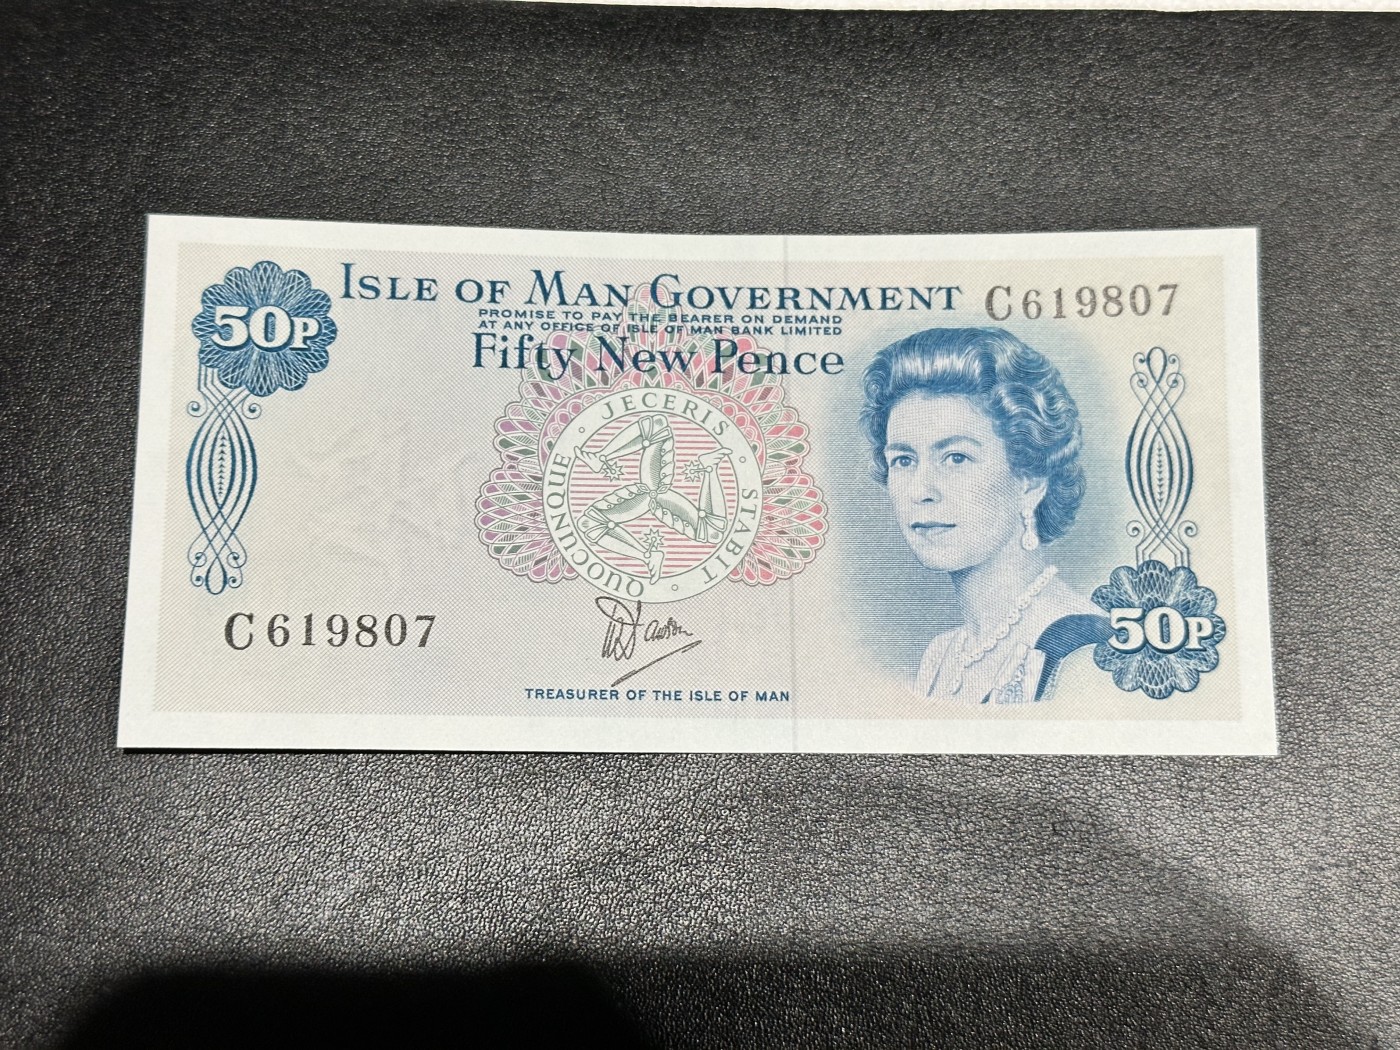 ISLE OF MAN GOVERNMENT
C619807
PROMISE TO PAY THE BEARER ON DEMAND
AT ANY OFFICE OF ISLE OF MAN BANK LIMITED
Fifty New Pence
50P
QUOCUNQUE · JECERIS · STABIT ·
C619807
TREASURER OF THE ISLE OF MAN
50P